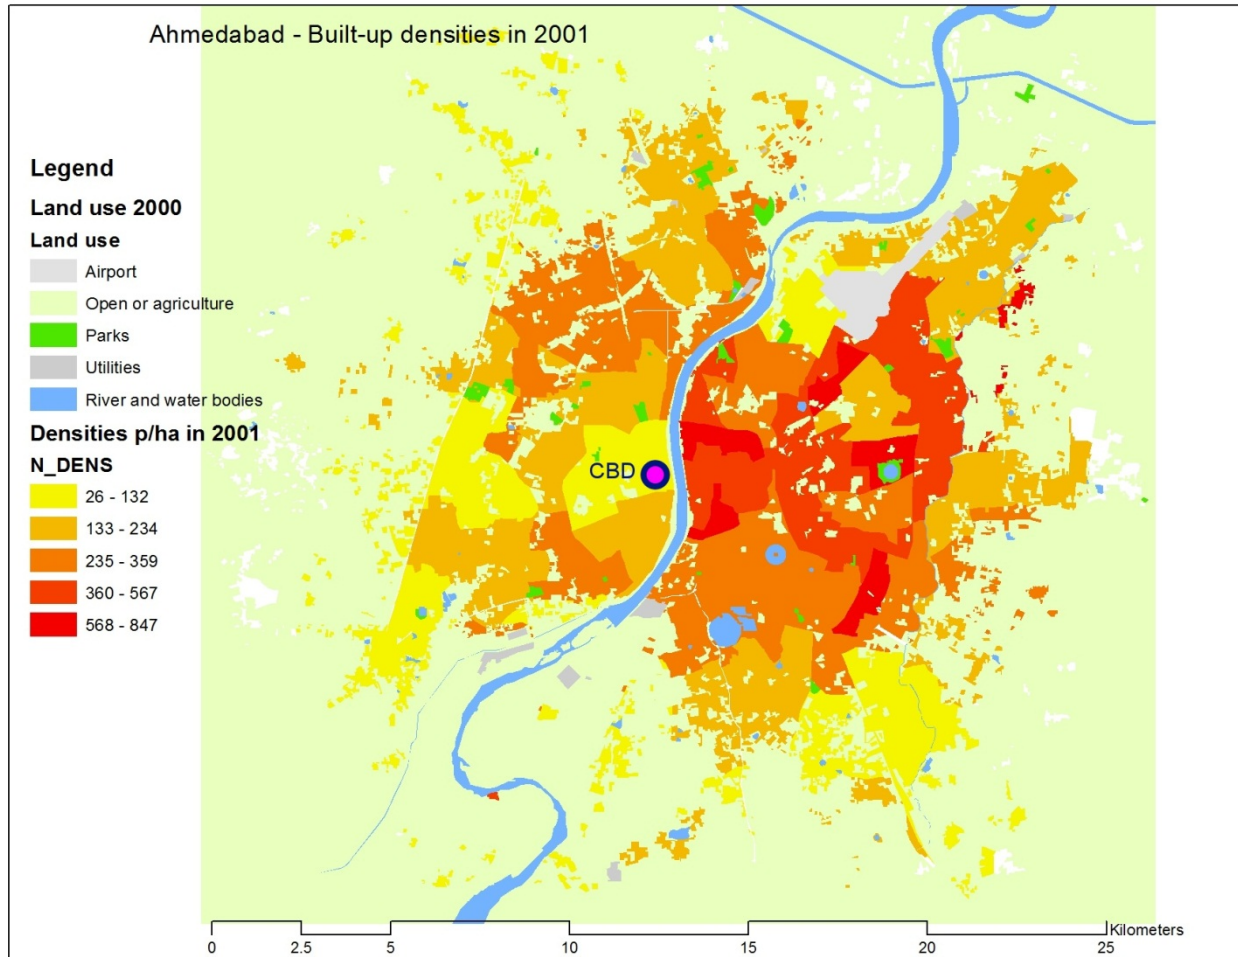 Ahmedabad - Built-up densities in 2001
Legend
Land use 2000
Land use
Airport
Open or agriculture
Parks
Utilities
River and water bodies
Densities p/ha in 2001
N_DENS
26 - 132
133 - 234
235 - 359
360 - 567
568 - 847
CBD
Kilometers
0 2.5 5 10 15 20 25